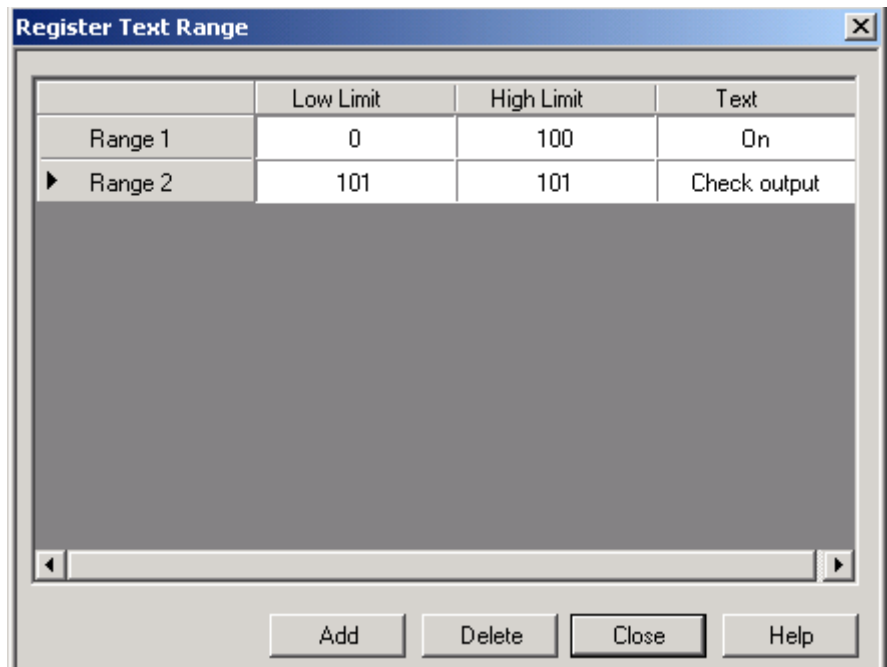 Register Text Range
Low Limit High Limit Text
Range 1 0 100 On
Range 2 101 101 Check output
Add Delete Close Help